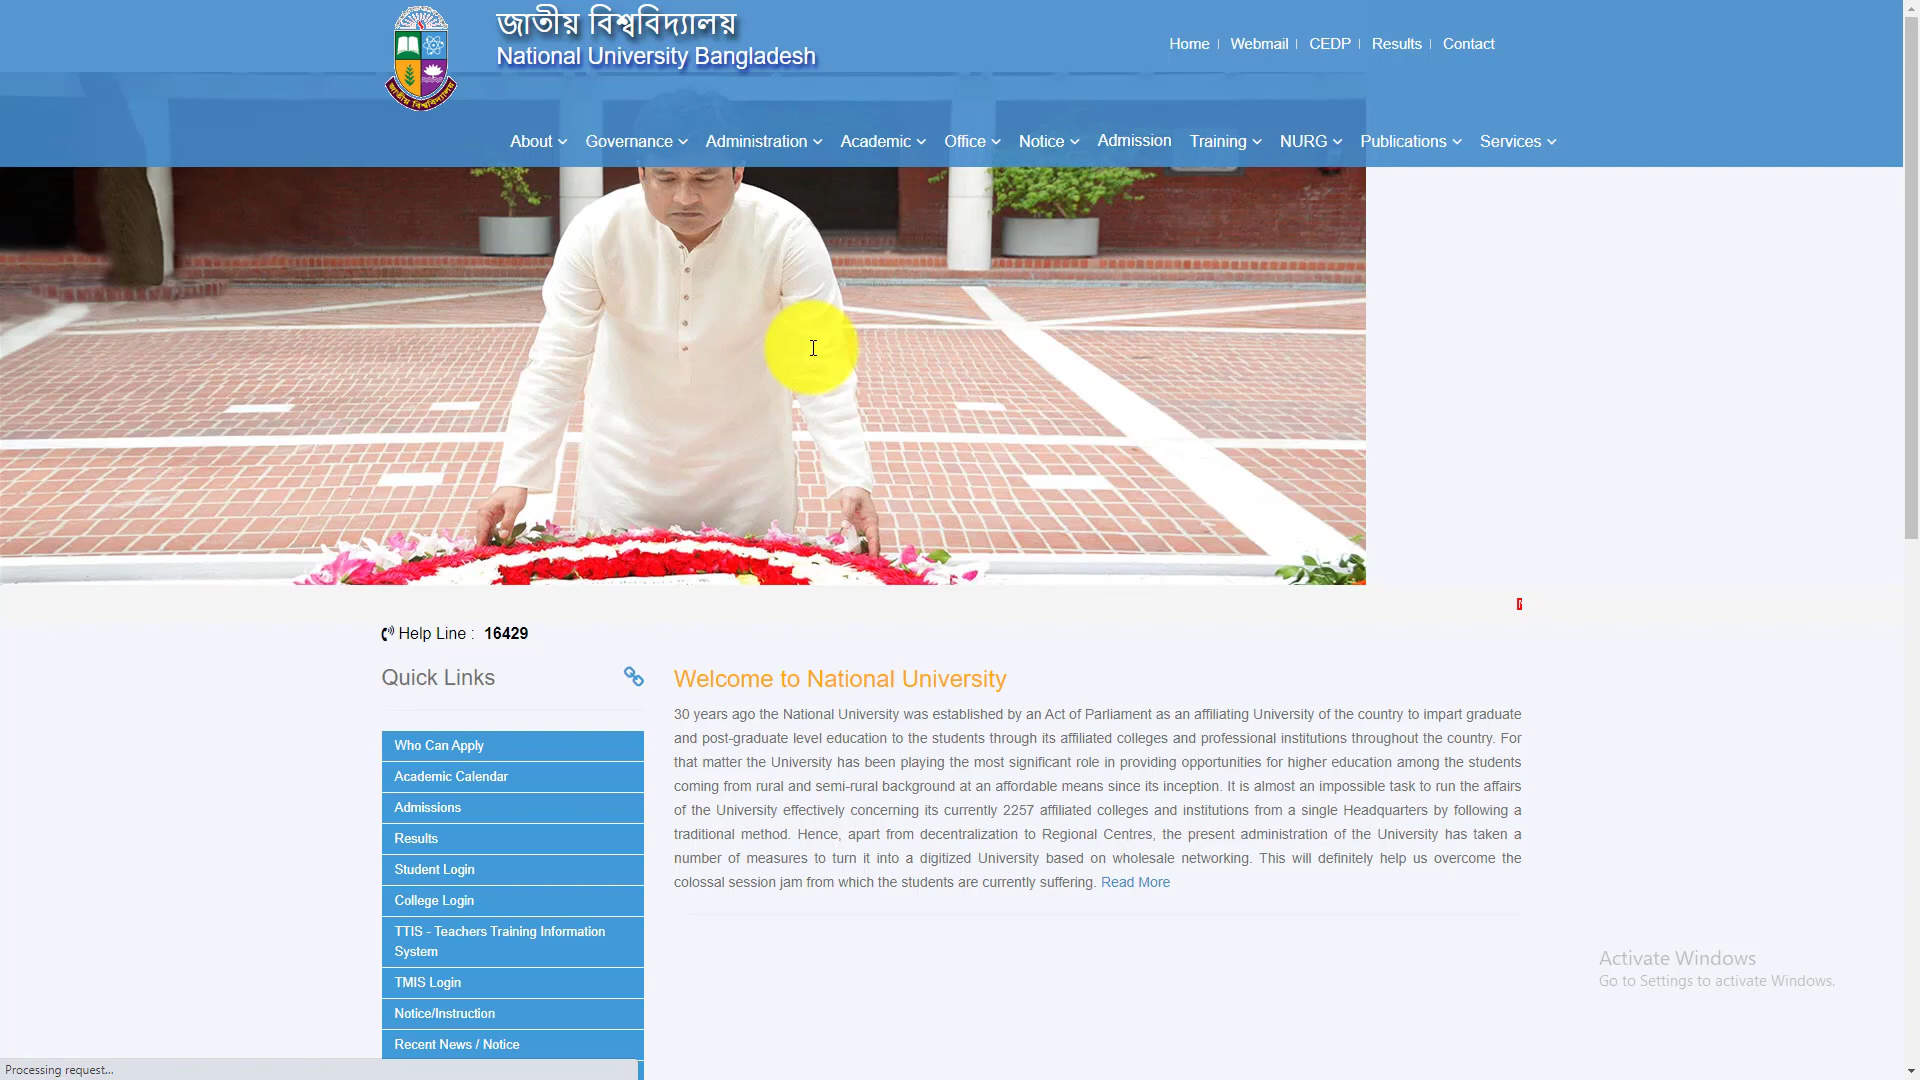 জাতীয় বিশ্ববিদ্যালয়
National University Bangladesh
Home
Webmail
CEDP
Results
Contact
জাতীয় বিশ্ববিদ্যালয়
About
Governance
Administration
Academic
Office
Notice
Admission
Training
NURG
Publications
Services
Help Line : 16429
Quick Links
Who Can Apply
Academic Calendar
Admissions
Results
Student Login
College Login
TTIS - Teachers Training Information
System
TMIS Login
Notice/Instruction
Recent News / Notice
Welcome to National University
30 years ago the National University was established by an Act of Parliament as an affiliating University of the country to impart graduate
and post-graduate level education to the students through its affiliated colleges and professional institutions throughout the country. For
that matter the University has been playing the most significant role in providing opportunities for higher education among the students
coming from rural and semi-rural background at an affordable means since its inception. It is almost an impossible task to run the affairs
of the University effectively concerning its currently 2257 affiliated colleges and institutions from a single Headquarters by following a
traditional method. Hence, apart from decentralization to Regional Centres, the present administration of the University has taken a
number of measures to turn it into a digitized University based on wholesale networking. This will definitely help us overcome the
colossal session jam from which the students are currently suffering. Read More
Activate Windows
Go to Settings to activate Windows.
Processing request...